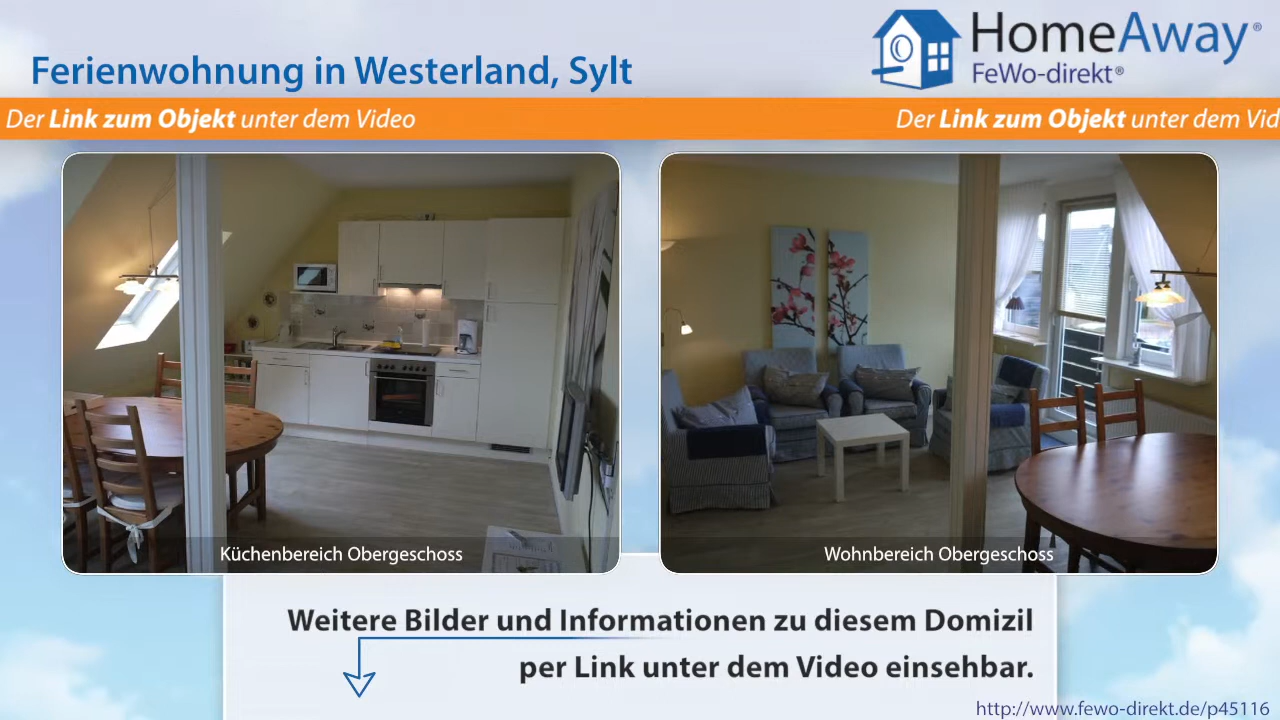 Ferienwohnung in Westerland, Sylt
HomeAway®
FeWo-direkt®
Der Link zum Objekt unter dem Video
Der Link zum Objekt unter dem Vid
Küchenbereich Obergeschoss
Wohnbereich Obergeschoss
Weitere Bilder und Informationen zu diesem Domizil
per Link unter dem Video einsehbar.
http://www.fewo-direkt.de/p45116